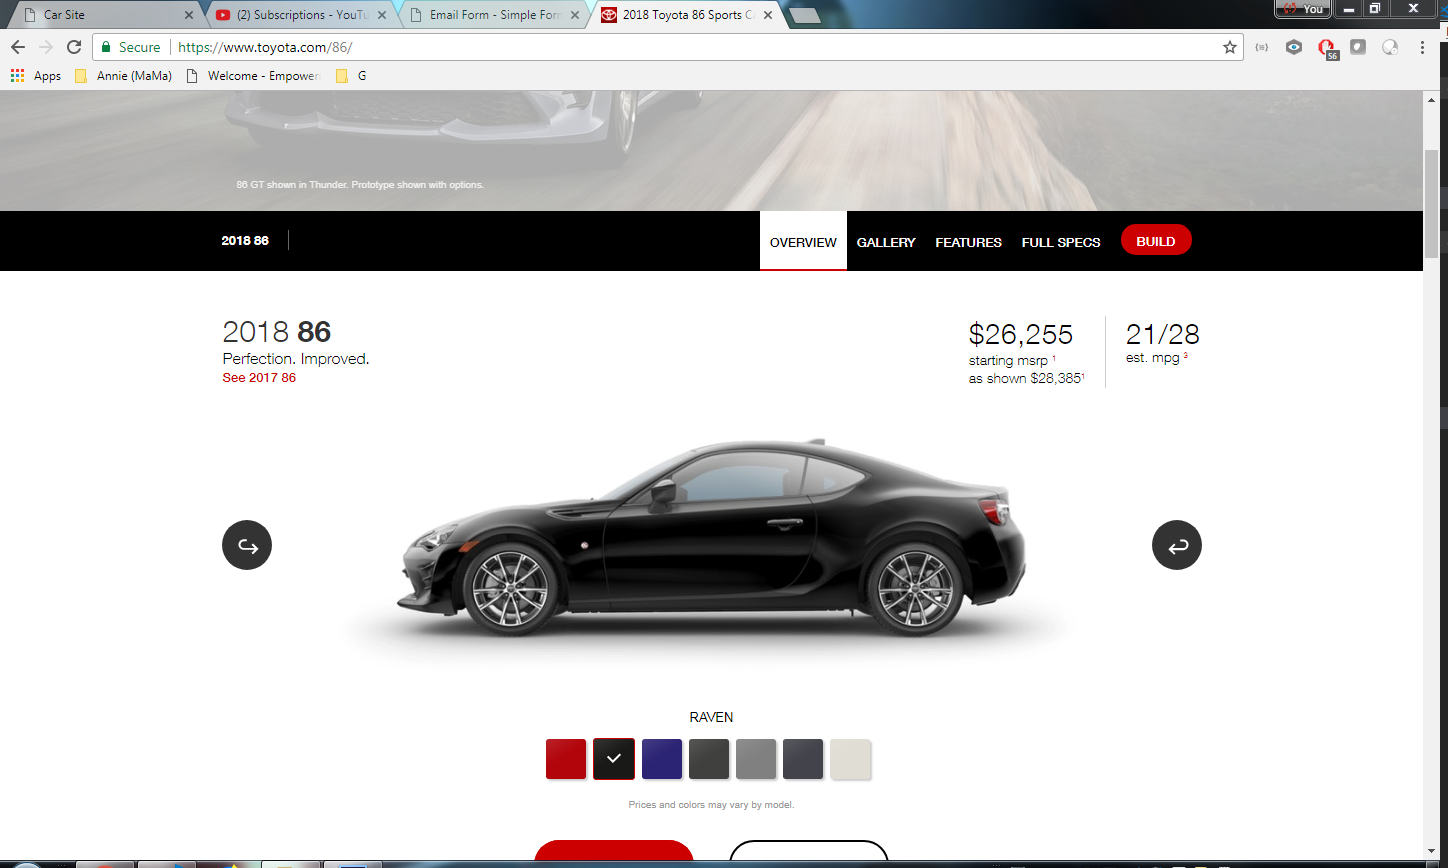 Car Site
(2) Subscriptions - YouTu
Email Form - Simple Form
2018 Toyota 86 Sports Ca
You
Secure
https://www.toyota.com/86/
56
Apps
Annie (MaMa)
Welcome - Empower
G
86 GT shown in Thunder. Prototype shown with options.
2018 86
OVERVIEW
GALLERY
FEATURES
FULL SPECS
BUILD
2018 86
Perfection. Improved.
See 2017 86
$26,255
starting msrp 1
as shown $28,385¹
21/28
est. mpg 3
RAVEN
Prices and colors may vary by model.